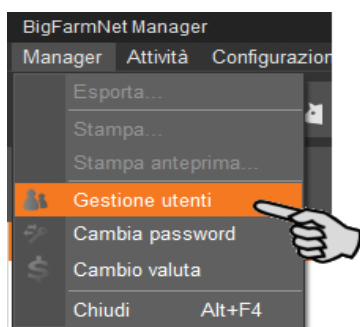 BigFarmNet Manager
Manager Attività Configurazion
Esporta...
Stampa...
Stampa anteprima...
Gestione utenti
Cambia password
Cambio valuta
Chiudi Alt+F4